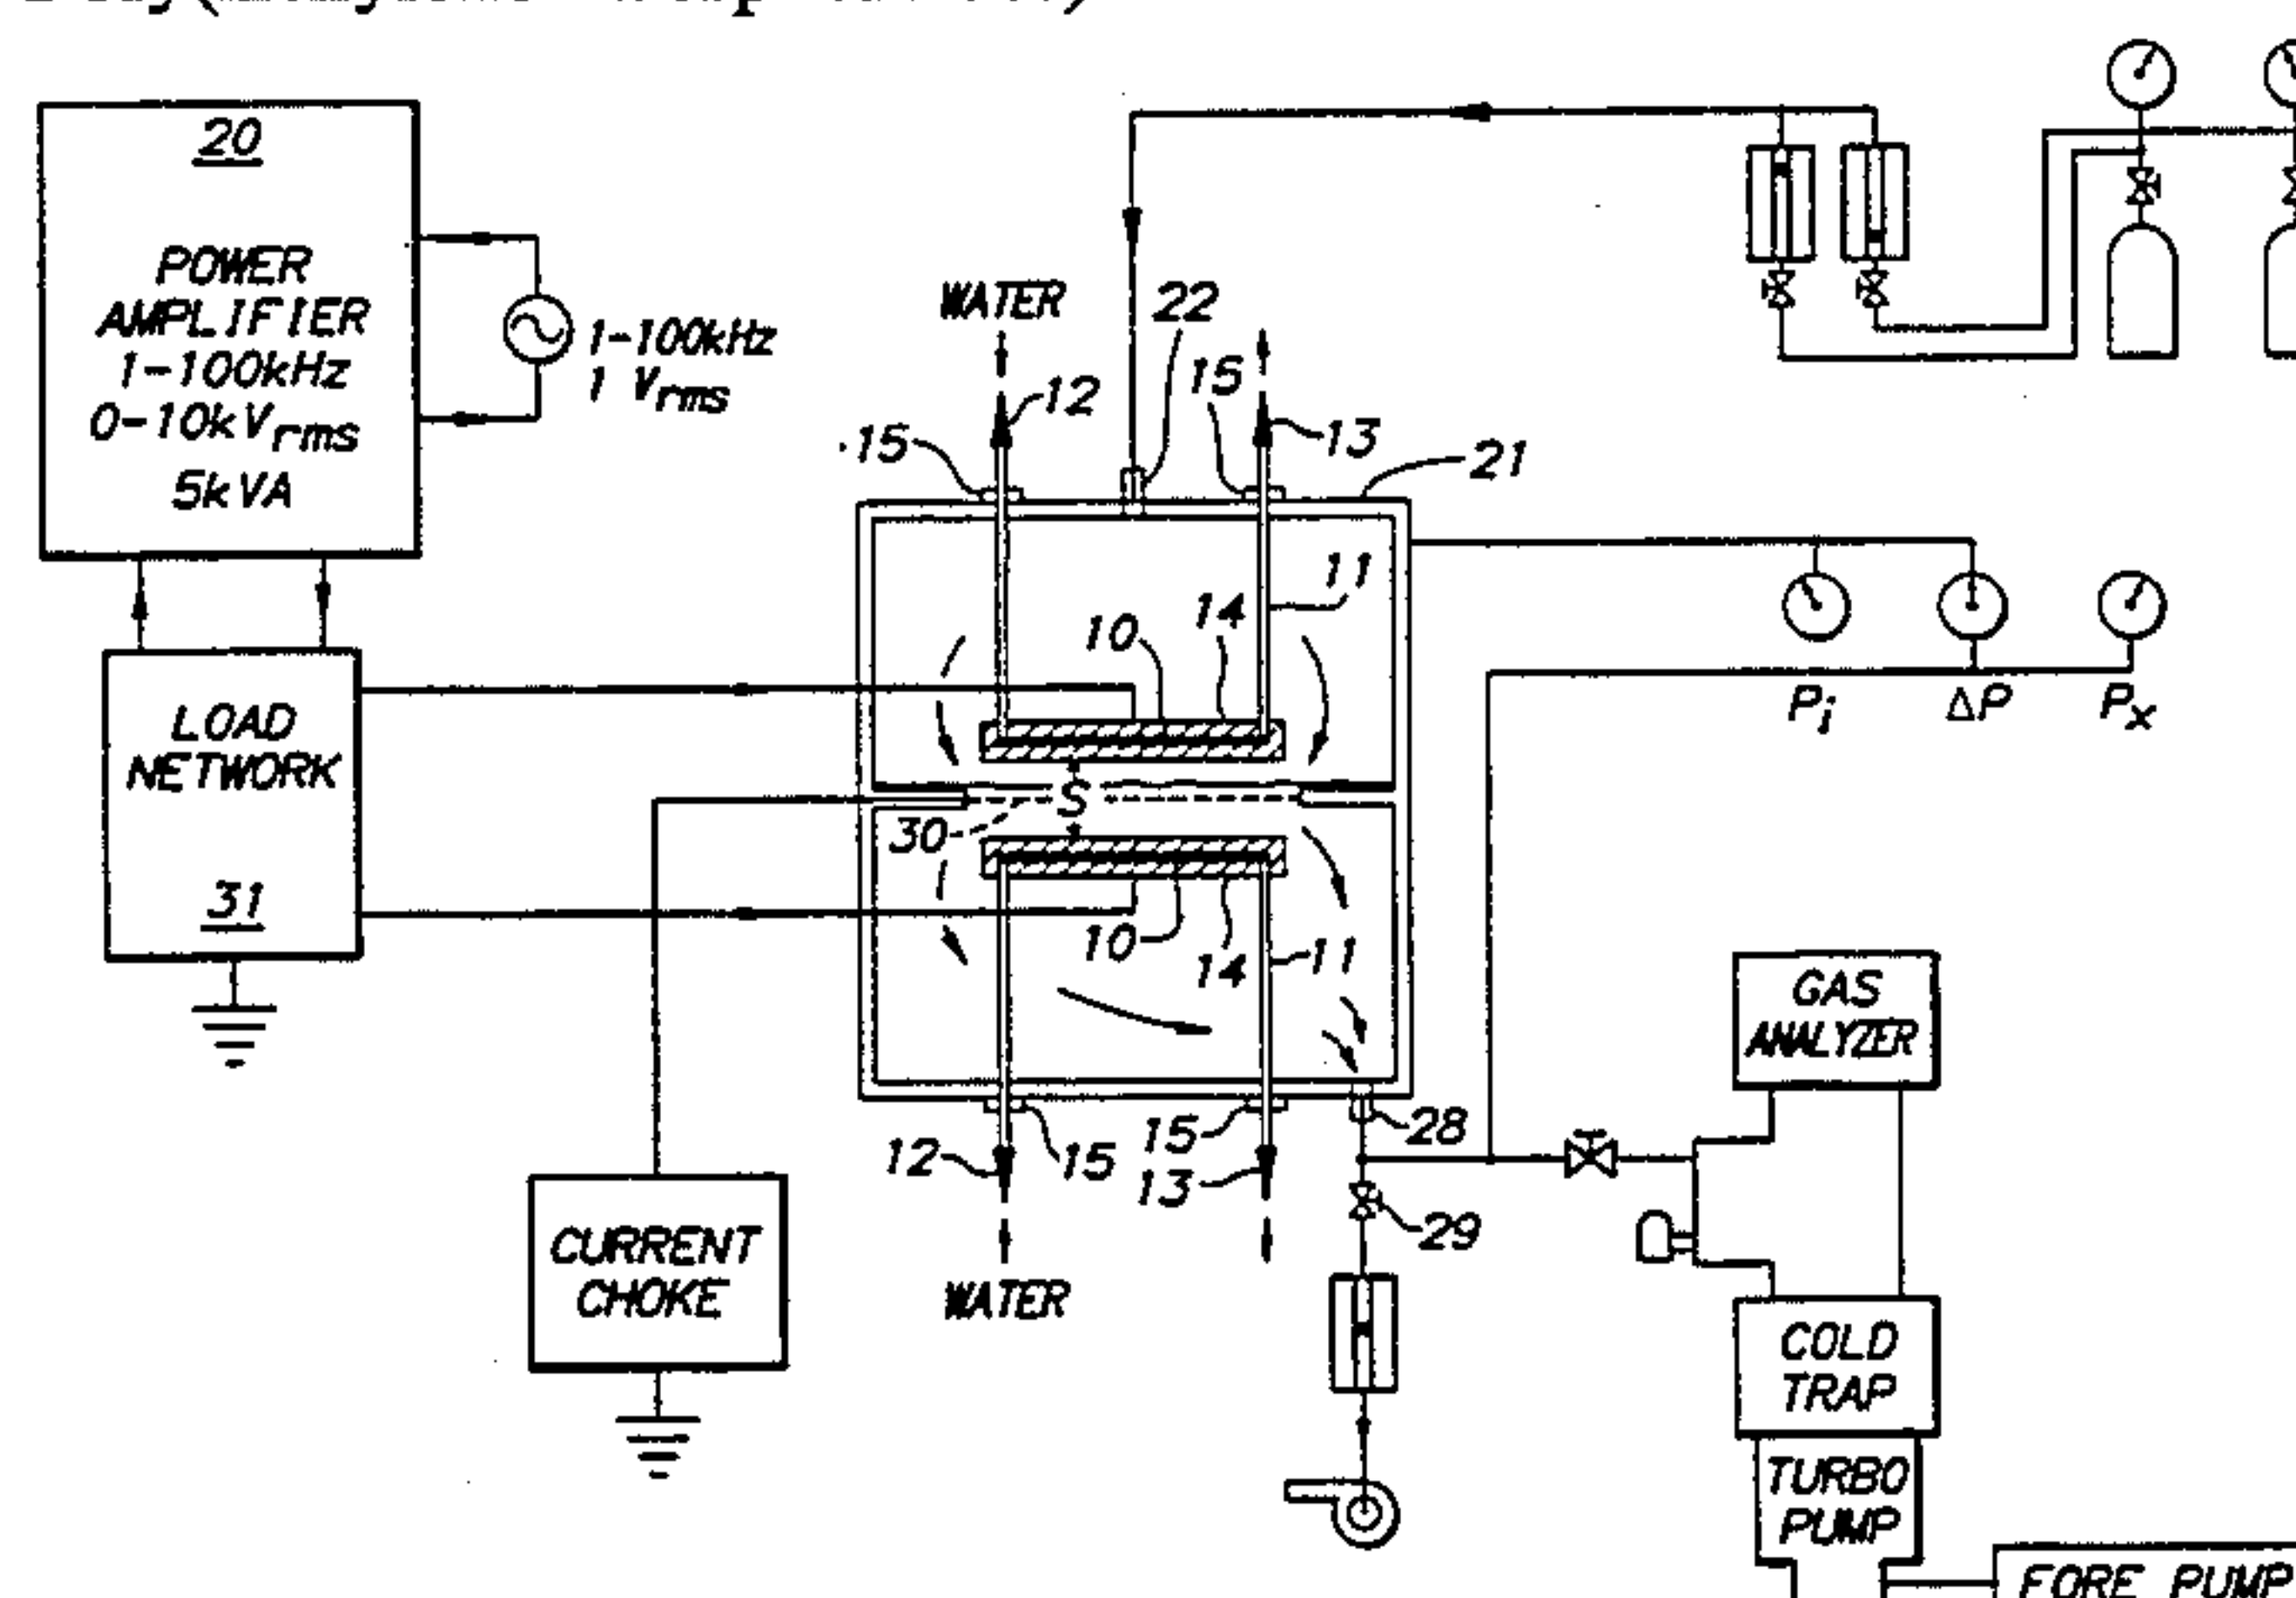 20
POWER
AMPLIFIER
1-100kHz
0-10kVrms
5kVA
1-100kHz
1 Vrms
WATER
22
15
12
13
15
21
11
14
10
LOAD
NETWORK
31
S
30
10
14
11
Pi
ΔP
Px
GAS
ANALYZER
28
15
12
15
13
29
WATER
CURRENT
CHOKE
COLD
TRAP
TURBO
PUMP
FORE PUMP